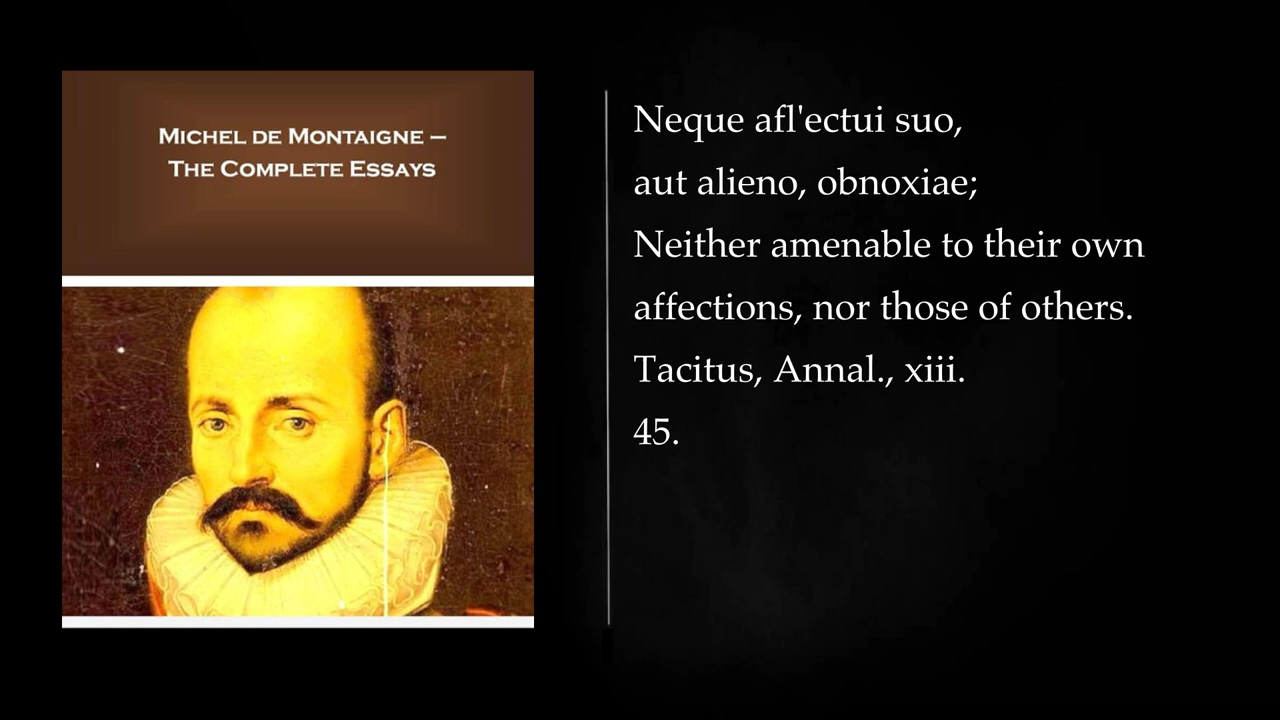 MICHEL DE MONTAIGNE –
THE COMPLETE ESSAYS
Neque afl'ectui suo,
aut alieno, obnoxiae;
Neither amenable to their own
affections, nor those of others.
Tacitus, Annal., xiii.
45.